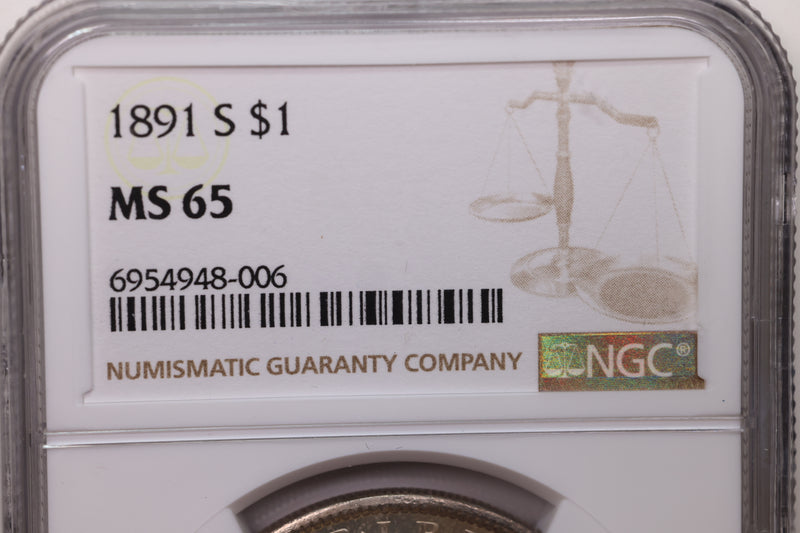 1891 S $1
MS 65
6954948-006
NUMISMATIC GUARANTY COMPANY
NGC®